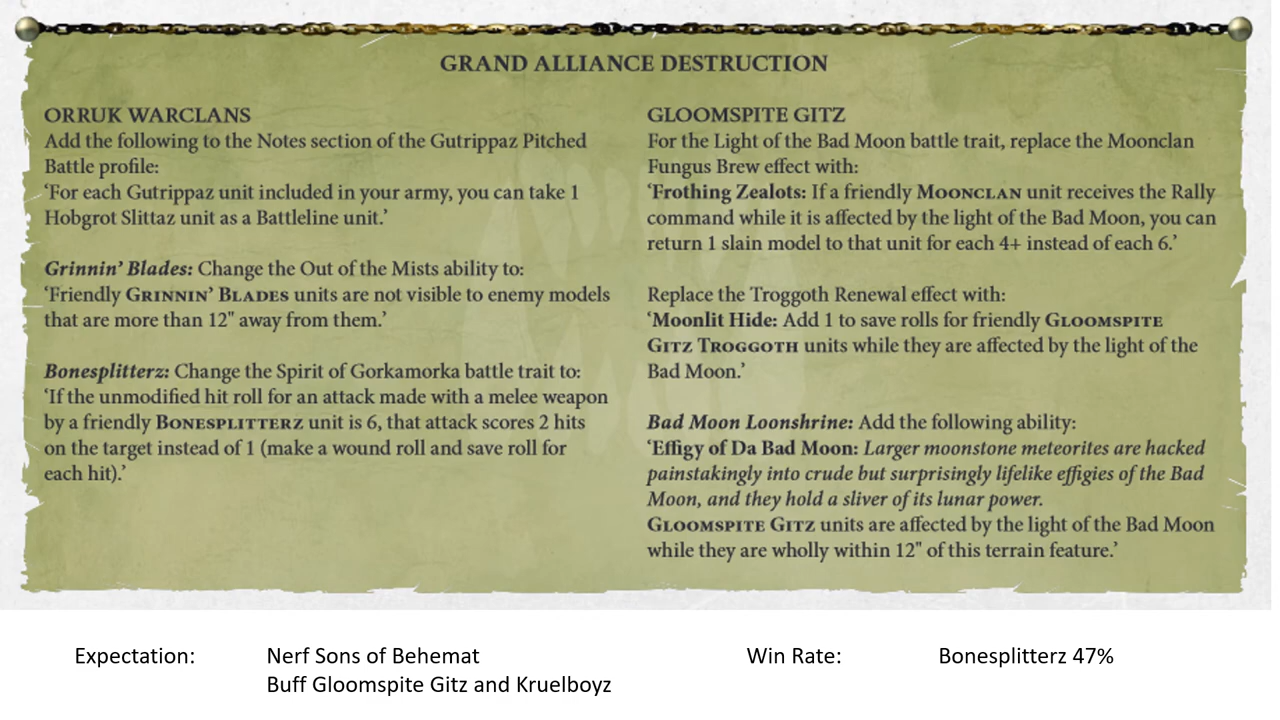 GRAND ALLIANCE DESTRUCTION
ORRUK WARCLANS
Add the following to the Notes section of the Gutrippaz Pitched
Battle profile:
‘For each Gutrippaz unit included in your army, you can take 1
Hobgrot Slittaz unit as a Battleline unit.’
Grinnin’ Blades: Change the Out of the Mists ability to:
‘Friendly GRINNIN’ BLADES units are not visible to enemy models
that are more than 12" away from them.’
Bonesplitterz: Change the Spirit of Gorkamorka battle trait to:
‘If the unmodified hit roll for an attack made with a melee weapon
by a friendly BONESPLITTERZ unit is 6, that attack scores 2 hits
on the target instead of 1 (make a wound roll and save roll for
each hit).’
GLOOMSPITE GITZ
For the Light of the Bad Moon battle trait, replace the Moonclan
Fungus Brew effect with:
‘Frothing Zealots: If a friendly MOONCLAN unit receives the Rally
command while it is affected by the light of the Bad Moon, you can
return 1 slain model to that unit for each 4+ instead of each 6.’
Replace the Troggoth Renewal effect with:
‘Moonlit Hide: Add 1 to save rolls for friendly GLOOMSPITE
GITZ TROGGOTH units while they are affected by the light of the
Bad Moon.’
Bad Moon Loonshrine: Add the following ability:
‘Effigy of Da Bad Moon: Larger moonstone meteorites are hacked
painstakingly into crude but surprisingly lifelike effigies of the Bad
Moon, and they hold a sliver of its lunar power.
GLOOMSPITE GITZ units are affected by the light of the Bad Moon
while they are wholly within 12" of this terrain feature.’
Expectation: Nerf Sons of Behemat
Buff Gloomspite Gitz and Kruelboyz
Win Rate: Bonesplitterz 47%